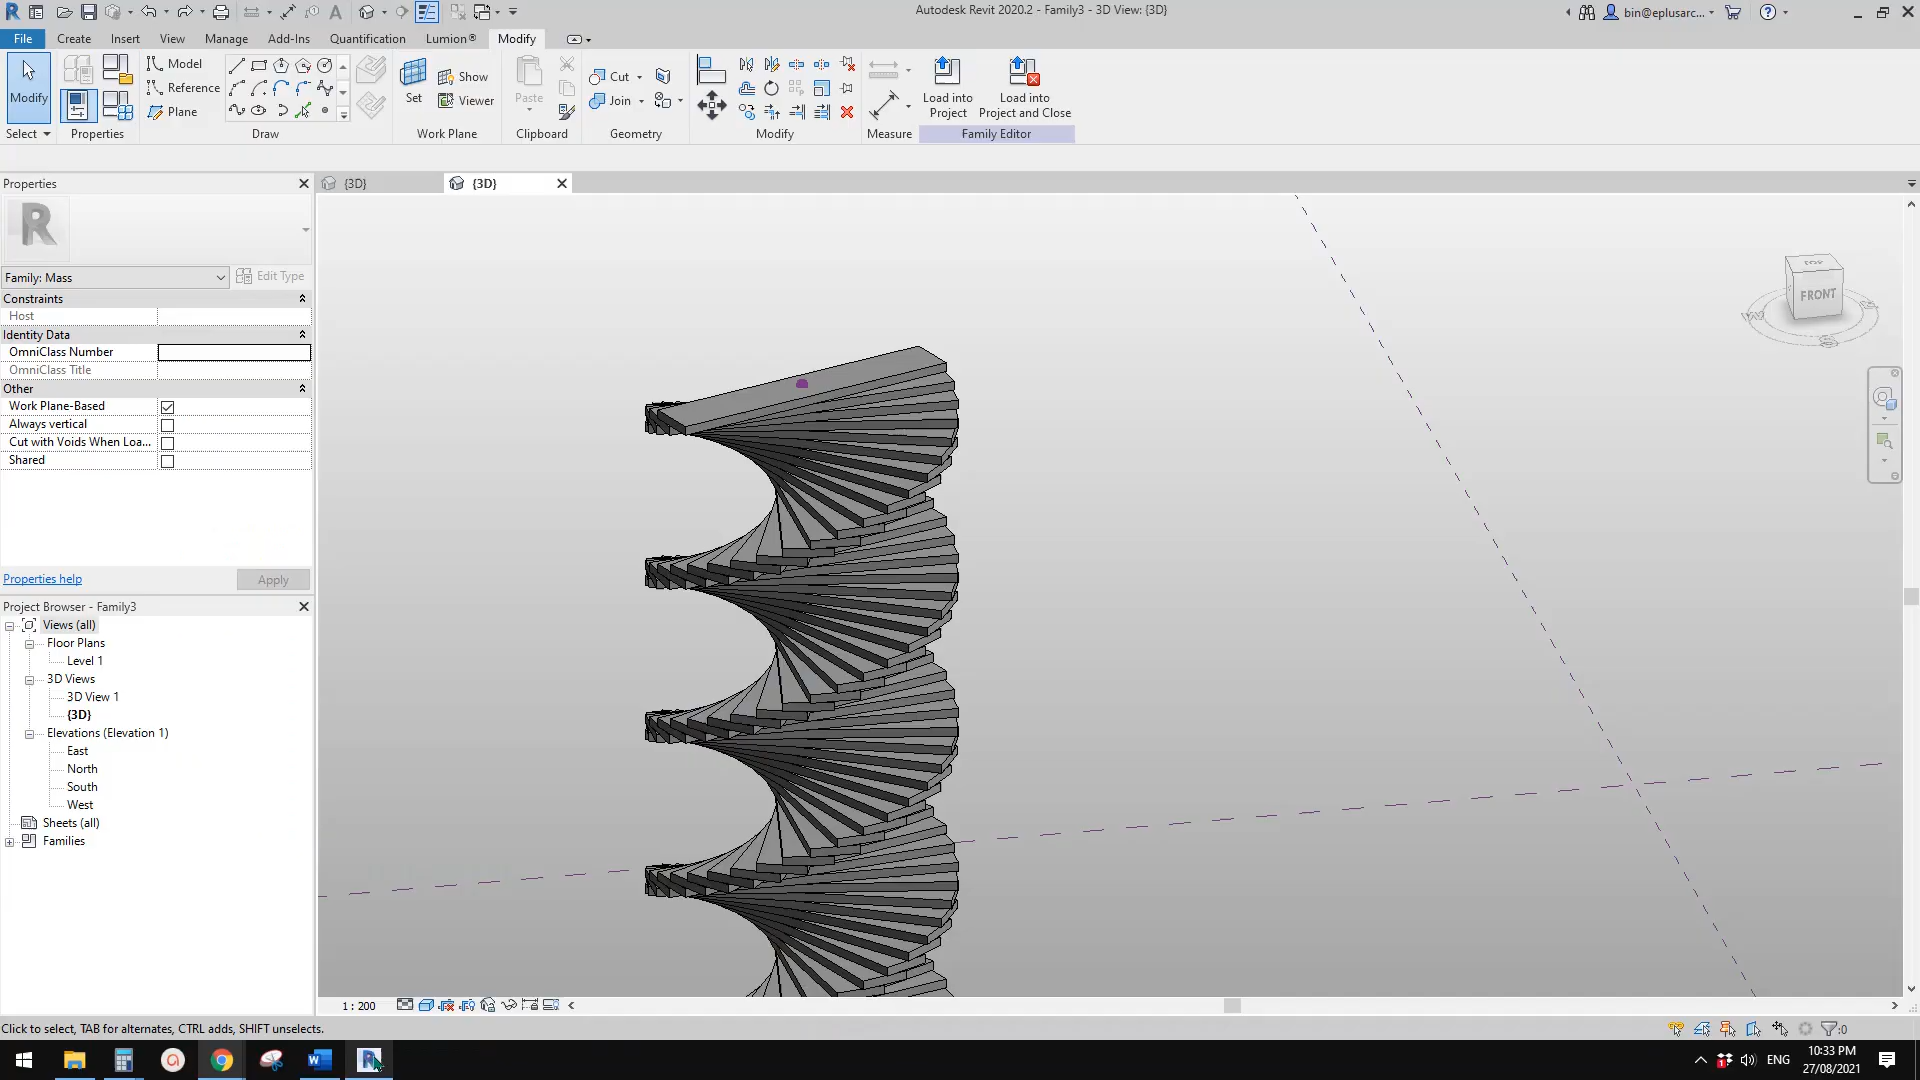 Autodesk Revit 2020.2 - Family3 - 3D View: {3D}
bin@eplusarc...
File Create Insert View Manage Add-Ins Quantification Lumion® Modify
Modify
Select
Properties
Model
Reference
Plane
Draw
Set
Show
Viewer
Work Plane
Paste
Clipboard
Cut
Join
Geometry
Modify
Measure
Load into Project
Load into Project and Close
Family Editor
Properties
{3D}
{3D}
Family: Mass
Edit Type
Constraints
Host
Identity Data
OmniClass Number
OmniClass Title
Other
Work Plane-Based
Always vertical
Cut with Voids When Loa...
Shared
Properties help
Apply
Project Browser - Family3
Views (all)
Floor Plans
Level 1
3D Views
3D View 1
{3D}
Elevations (Elevation 1)
East
North
South
West
Sheets (all)
Families
TOP
FRONT
1 : 200
Click to select, TAB for alternates, CTRL adds, SHIFT unselects.
:0
ENG
10:33 PM
27/08/2021